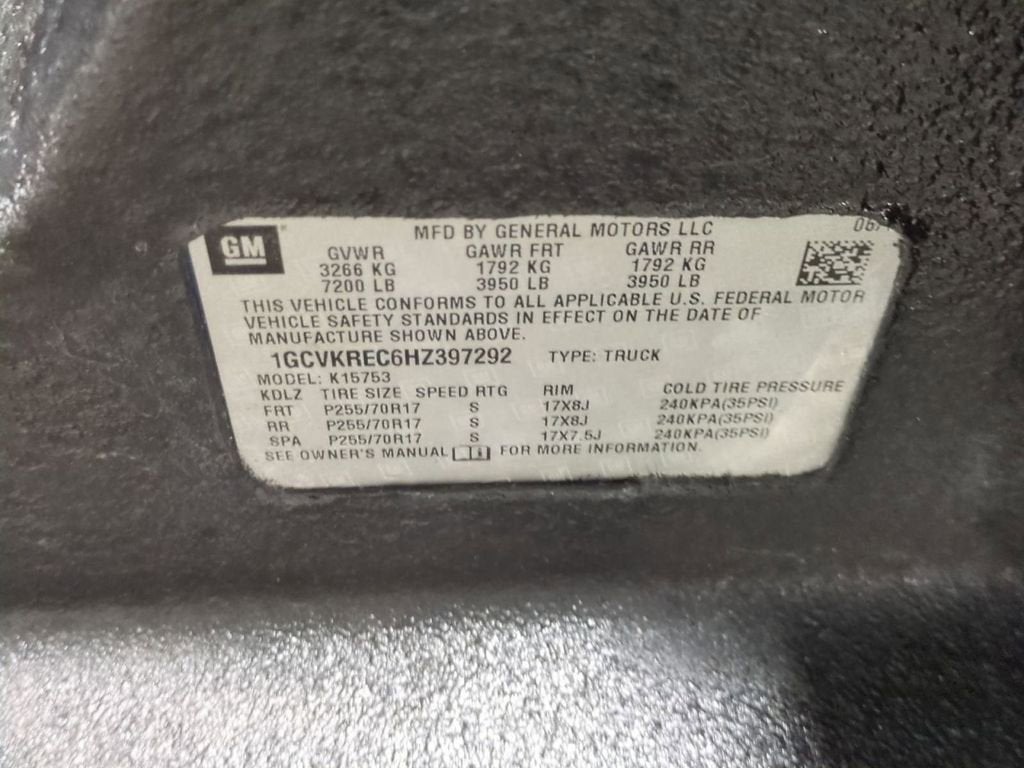 GM
MFD BY GENERAL MOTORS LLC
GVWR GAWR FRT GAWR RR
3266 KG 1792 KG 1792 KG
7200 LB 3950 LB 3950 LB
THIS VEHICLE CONFORMS TO ALL APPLICABLE U.S. FEDERAL MOTOR
VEHICLE SAFETY STANDARDS IN EFFECT ON THE DATE OF
MANUFACTURE SHOWN ABOVE.
1GCVKREC6HZ397292 TYPE: TRUCK
MODEL: K15753
KDLZ TIRE SIZE SPEED RTG RIM COLD TIRE PRESSURE
FRT P255/70R17 S 17X8J 240KPA(35PSI)
RR P255/70R17 S 17X8J 240KPA(35PSI)
SPA P255/70R17 S 17X7.5J 240KPA(35PSI)
SEE OWNER'S MANUAL FOR MORE INFORMATION.